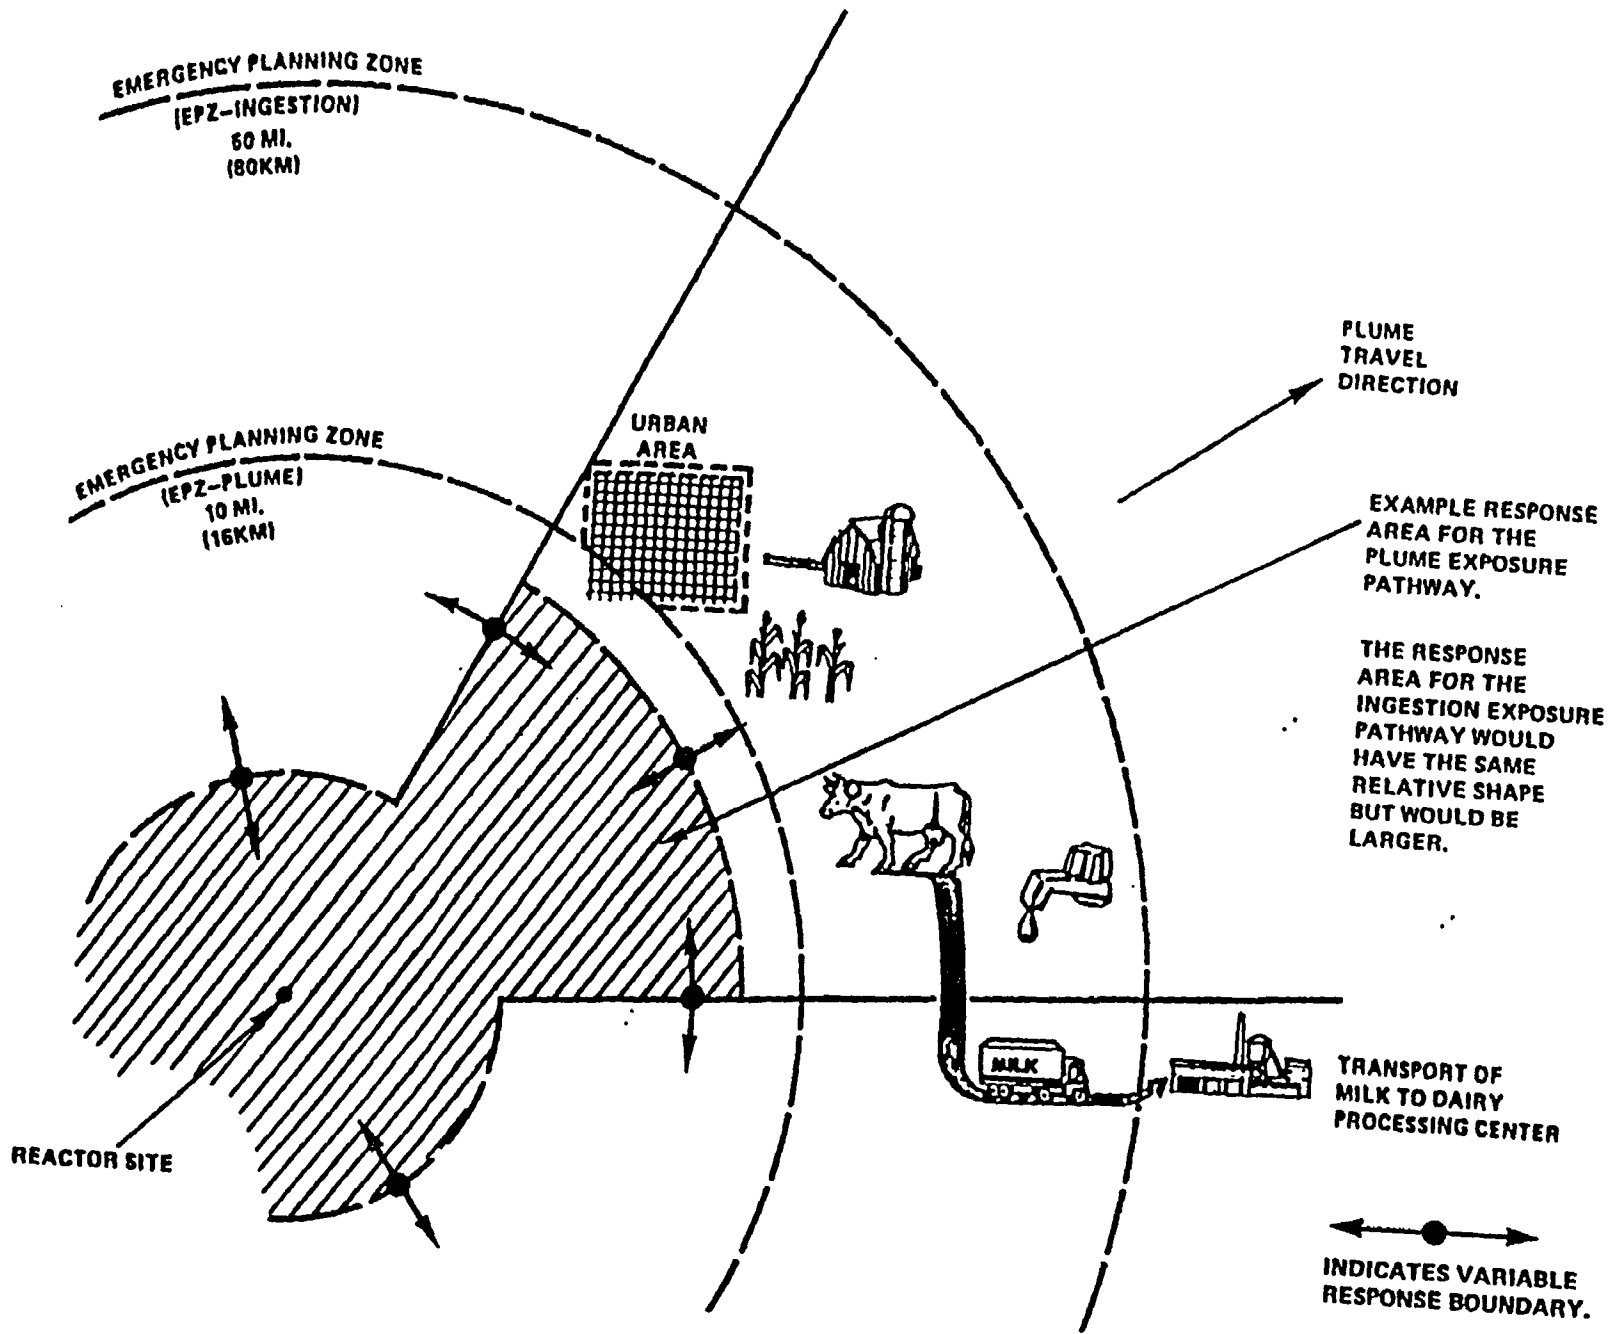 EMERGENCY PLANNING ZONE
(EPZ–INGESTION)
50 MI.
(80KM)
PLUME
TRAVEL
DIRECTION
URBAN
AREA
EMERGENCY PLANNING ZONE
(EPZ–PLUME)
10 MI.
(16KM)
EXAMPLE RESPONSE
AREA FOR THE
PLUME EXPOSURE
PATHWAY.
THE RESPONSE
AREA FOR THE
INGESTION EXPOSURE
PATHWAY WOULD
HAVE THE SAME
RELATIVE SHAPE
BUT WOULD BE
LARGER.
MILK
TRANSPORT OF
MILK TO DAIRY
PROCESSING CENTER
REACTOR SITE
INDICATES VARIABLE
RESPONSE BOUNDARY.